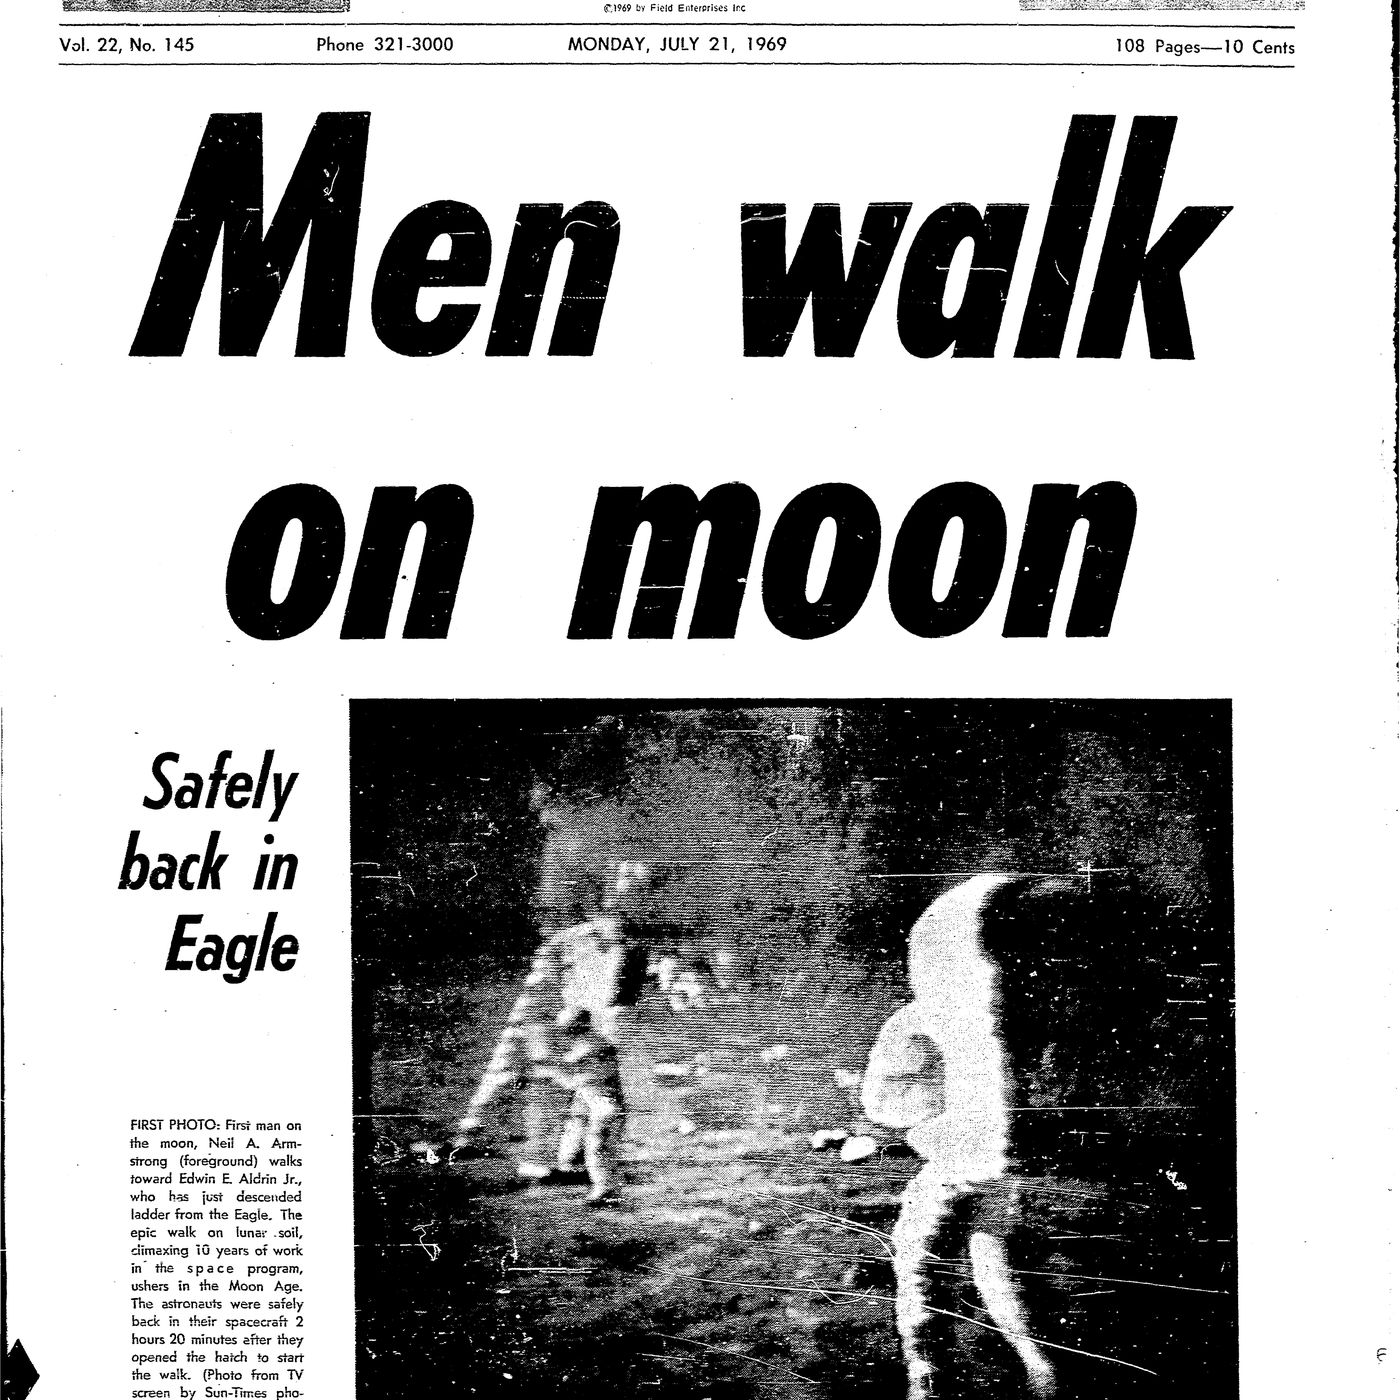 ©1969 by Field Enterprises Inc
Vol. 22, No. 145 Phone 321-3000 MONDAY, JULY 21, 1969 108 Pages—10 Cents
Men walk
on moon
Safely
back in
Eagle
FIRST PHOTO: First man on
the moon, Neil A. Arm-
strong (foreground) walks
toward Edwin E. Aldrin Jr.,
who has just descended
ladder from the Eagle. The
epic walk on lunar soil,
climaxing 10 years of work
in the space program,
ushers in the Moon Age.
The astronauts were safely
back in their spacecraft 2
hours 20 minutes after they
opened the hatch to start
the walk. (Photo from TV
screen by Sun-Times pho-